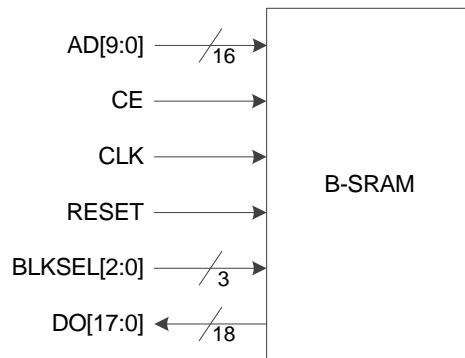 AD[9:0]
16
CE
CLK
B-SRAM
RESET
BLKSEL[2:0]
3
DO[17:0]
18